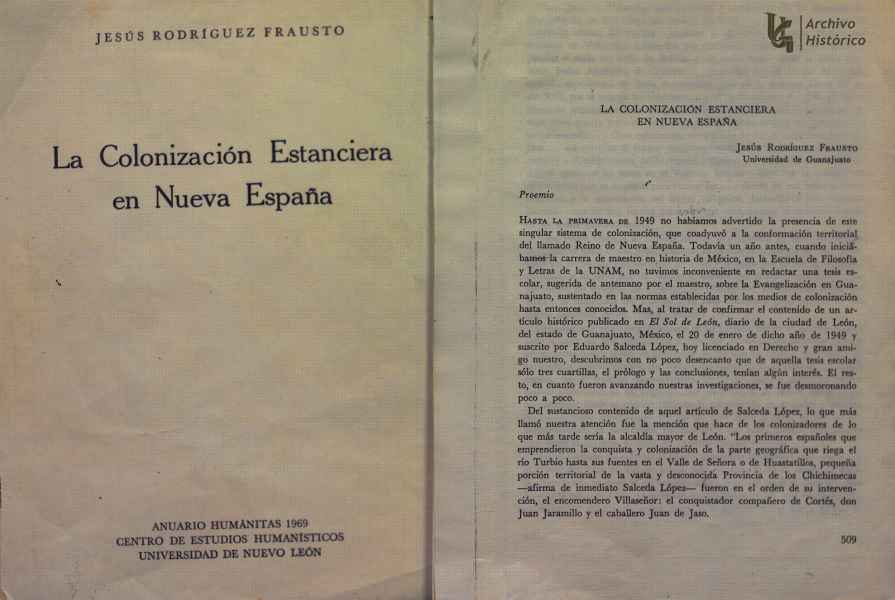 JESÚS RODRÍGUEZ FRAUSTO
La Colonización Estanciera
en Nueva España
ANUARIO HUMÁNITAS 1969
CENTRO DE ESTUDIOS HUMANÍSTICOS
UNIVERSIDAD DE NUEVO LEÓN
UG
Archivo
Histórico
LA COLONIZACIÓN ESTANCIERA
EN NUEVA ESPAÑA
JESÚS RODRÍGUEZ FRAUSTO
Universidad de Guanajuato
Proemio
HASTA LA PRIMAVERA DE 1949 no habíamos advertido la presencia de este
singular sistema de colonización, que coadyuvó a la conformación territorial
del llamado Reino de Nueva España. Todavía un año antes, cuando iniciá-
bamos la carrera de maestro en historia de México, en la Escuela de Filosofía
y Letras de la UNAM, no tuvimos inconveniente en redactar una tesis es-
colar, sugerida de antemano por el maestro, sobre la Evangelización en Gua-
najuato, sustentado en las normas establecidas por los medios de colonización
hasta entonces conocidos. Mas, al tratar de confirmar el contenido de un ar-
tículo histórico publicado en El Sol de León, diario de la ciudad de León,
del estado de Guanajuato, México, el 20 de enero de dicho año de 1949 y
suscrito por Eduardo Salceda López, hoy licenciado en Derecho y gran ami-
go nuestro, descubrimos con no poco desencanto que de aquella tesis escolar
sólo tres cuartillas, el prólogo y las conclusiones, tenían algún interés. El res-
to, en cuanto fueron avanzando nuestras investigaciones, se fue desmoronando
poco a poco.
Del sustancioso contenido de aquel artículo de Salceda López, lo que más
llamó nuestra atención fue la mención que hace de los colonizadores de lo
que más tarde sería la alcaldía mayor de León. "Los primeros españoles que
emprendieron la conquista y colonización de la parte geográfica que riega el
río Turbio hasta sus fuentes en el Valle de Señora o de Huastatillos, pequeña
porción territorial de la vasta y desconocida Provincia de los Chichimecas
—afirma de inmediato Salceda López— fueron en el orden de su interven-
ción, el encomendero Villaseñor: el conquistador compañero de Cortés, don
Juan Jaramillo y el caballero Juan de Jaso.
509